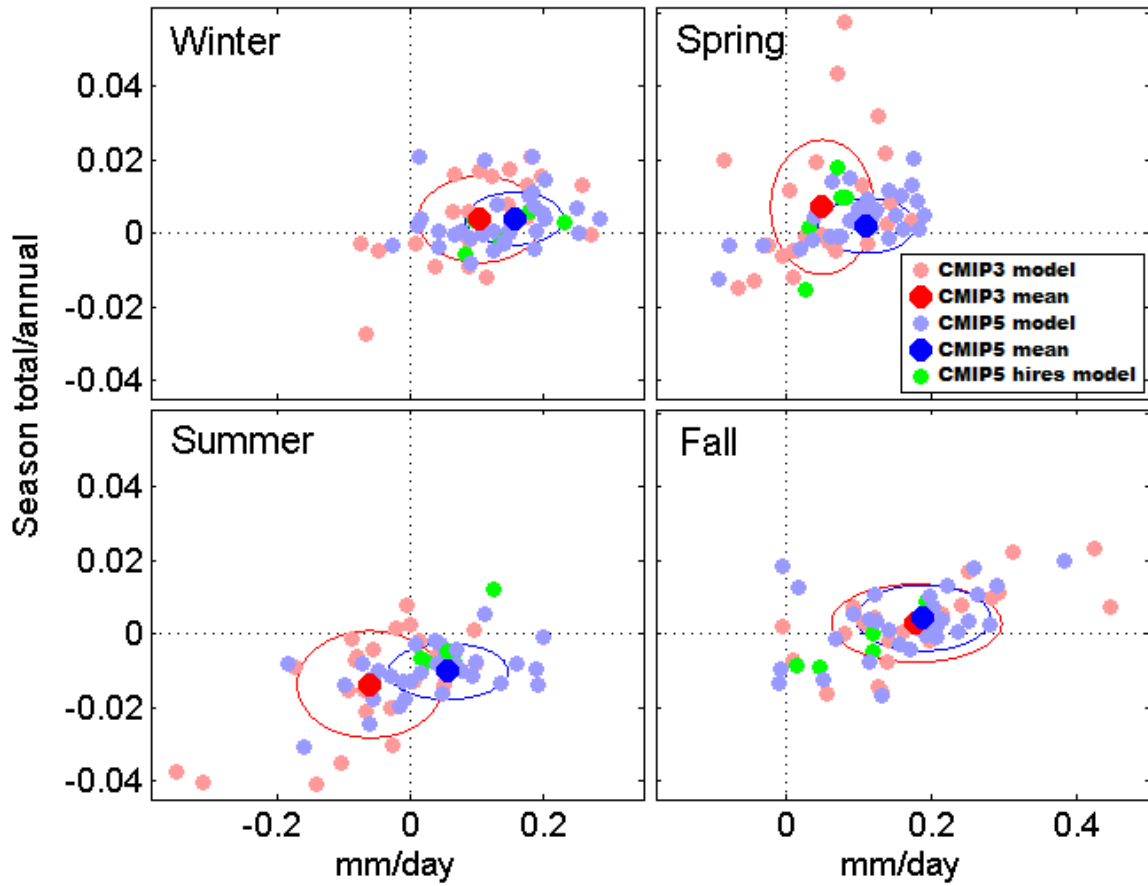 Winter
Spring
0.04
0.02
0
-0.02
-0.04
CMIP3 model
CMIP3 mean
CMIP5 model
CMIP5 mean
CMIP5 hires model
Season total/annual
Summer
Fall
0.04
0.02
0
-0.02
-0.04
-0.2 0 0.2
0 0.2 0.4
mm/day
mm/day